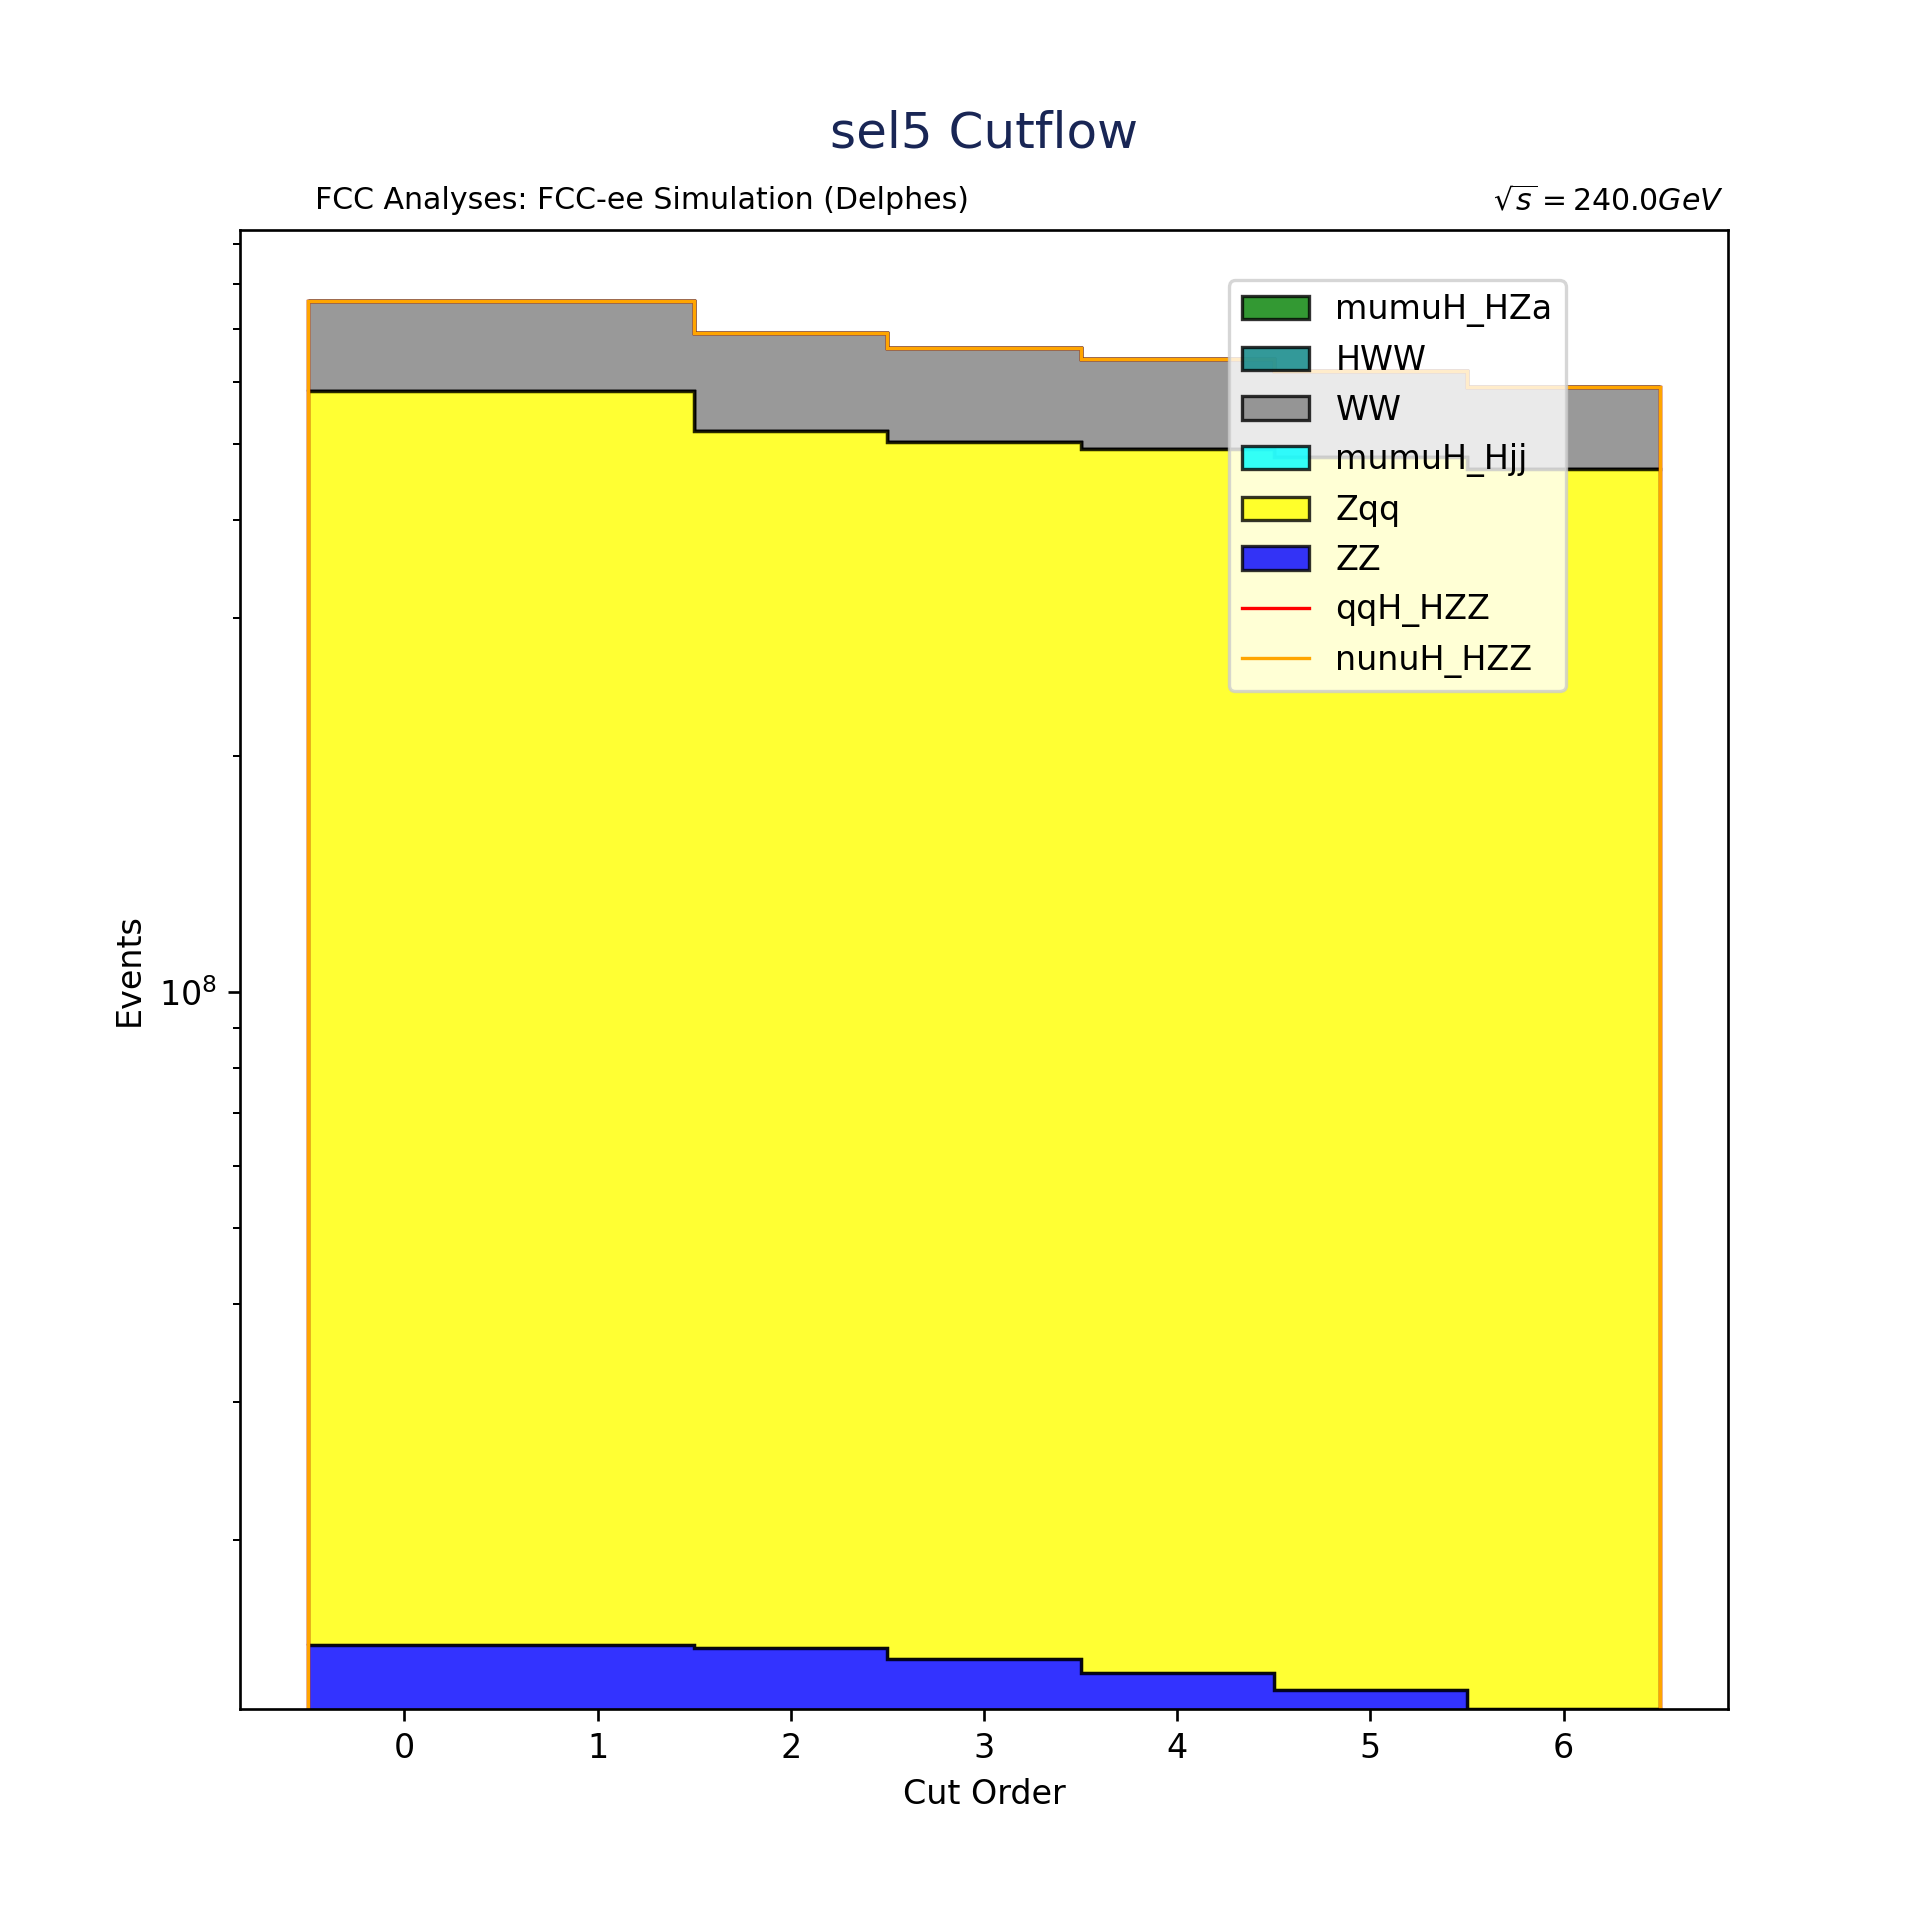 sel5 Cutflow
FCC Analyses: FCC-ee Simulation (Delphes)
√s = 240.0GeV
mumuH_HZa
HWW
WW
mumuH_Hjj
Zqq
ZZ
qqH_HZZ
nunuH_HZZ
Events
10⁸
0 1 2 3 4 5 6
Cut Order